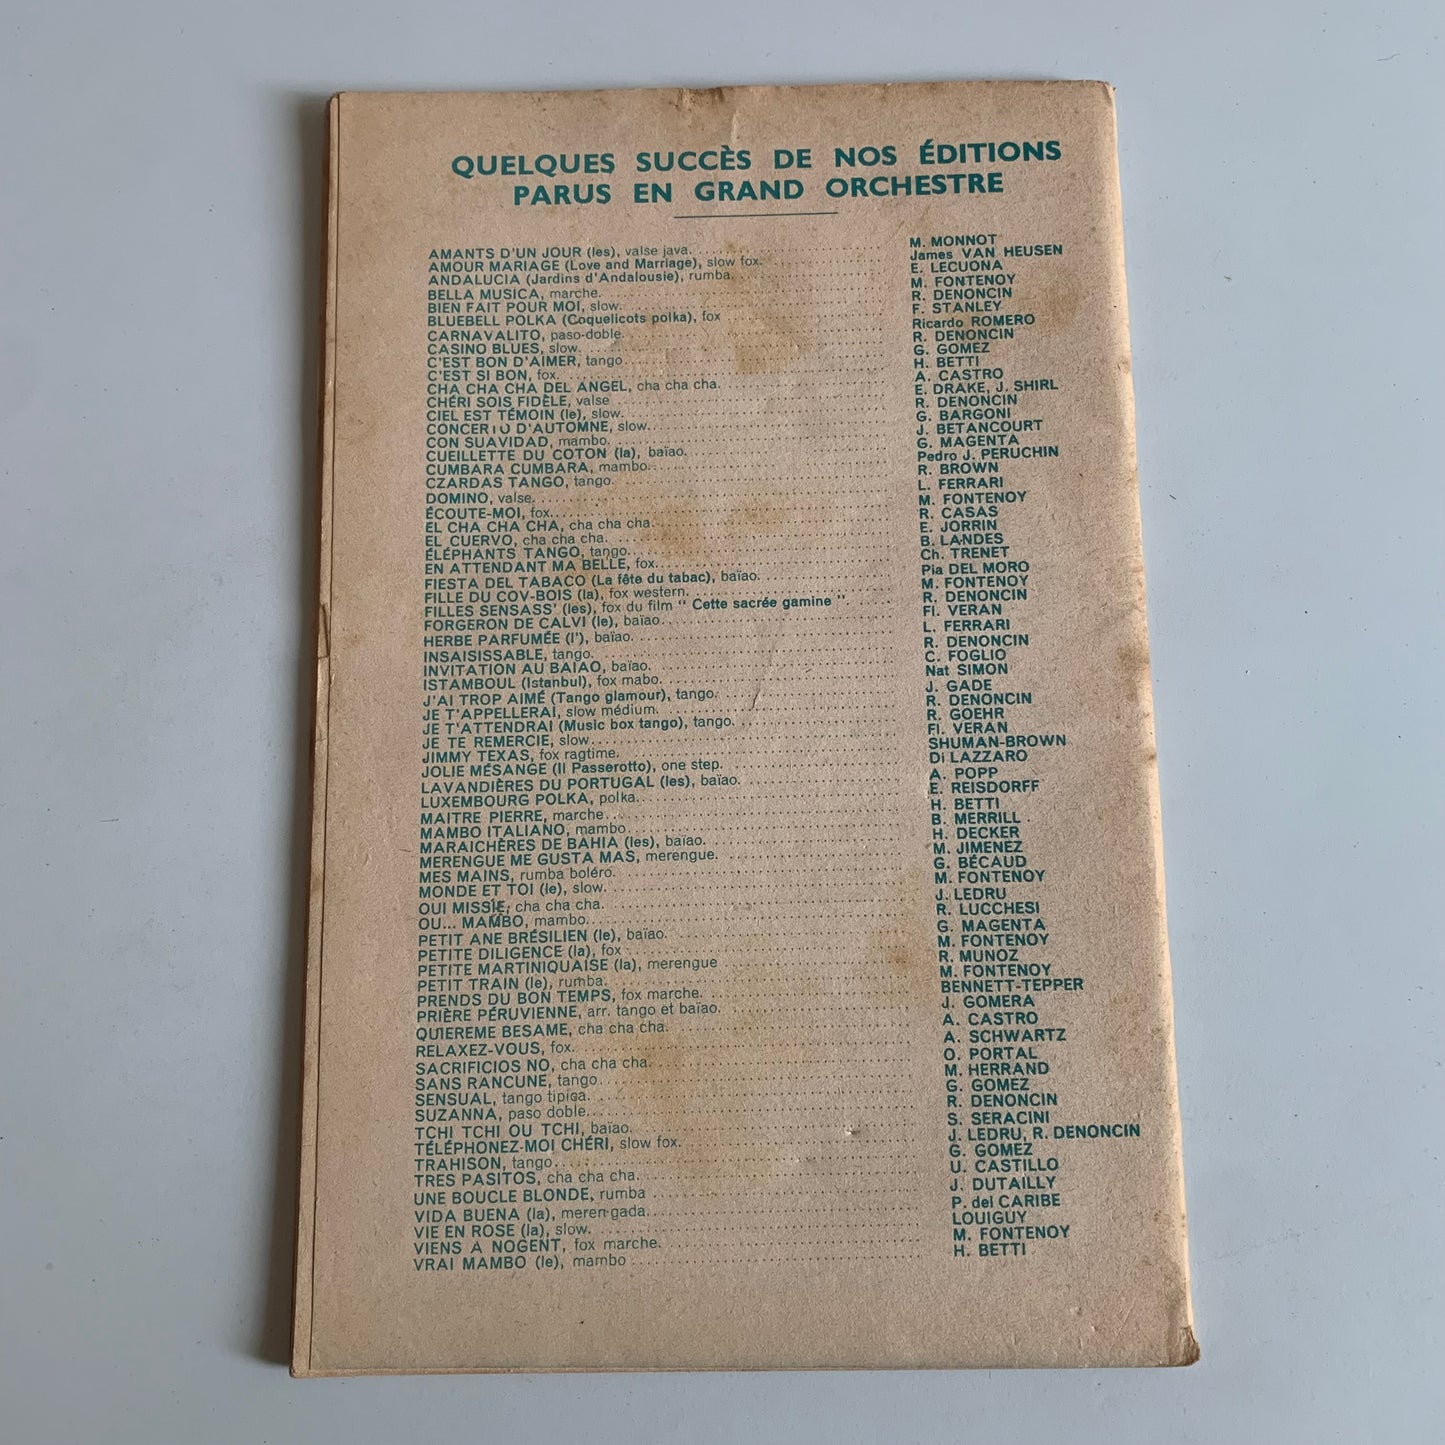 QUELQUES SUCCÈS DE NOS ÉDITIONS
PARUS EN GRAND ORCHESTRE
AMANTS D'UN JOUR (les), valse java. M. MONNOT
AMOUR MARIAGE (Love and Marriage), slow fox. James VAN HEUSEN
ANDALUCIA (Jardins d'Andalousie), rumba. E. LECUONA
BELLA MUSICA, marche. M. FONTENOY
BIEN FAIT POUR MOI, slow. R. DENONCIN
BLUEBELL POLKA (Coquelicots polka), fox F. STANLEY
CARNAVALITO, paso-doble. Ricardo ROMERO
CASINO BLUES, slow. R. DENONCIN
C'EST BON D'AIMER, tango. G. GOMEZ
C'EST SI BON, fox. H. BETTI
CHA CHA CHA DEL ANGEL, cha cha cha. A. CASTRO
CHÉRI SOIS FIDÈLE, valse E. DRAKE, J. SHIRL
CIEL EST TÉMOIN (le), slow. R. DENONCIN
CONCERTO D'AUTOMNE, slow. G. BARGONI
CON SUAVIDAD, mambo. J. BETANCOURT
CUEILLETTE DU COTON (la), baïao. G. MAGENTA
CUMBARA CUMBARA, mambo. Pedro J. PERUCHIN
CZARDAS TANGO, tango. R. BROWN
DOMINO, valse. L. FERRARI
ÉCOUTE-MOI, fox. M. FONTENOY
EL CHA CHA CHA, cha cha cha. R. CASAS
EL CUERVO, cha cha cha. E. JORRIN
ÉLÉPHANTS TANGO, tango. B. LANDES
EN ATTENDANT MA BELLE, fox. Ch. TRENET
FIESTA DEL TABACO (La fête du tabac), baïao. Pia DEL MORO
FILLE DU COV-BOIS (la), fox western. M. FONTENOY
FILLES SENSASS' (les), fox du film " Cette sacrée gamine ". R. DENONCIN
FORGERON DE CALVI (le), baïao. Fl. VERAN
HERBE PARFUMÉE (l'), baïao. L. FERRARI
INSAISISSABLE, tango. R. DENONCIN
INVITATION AU BAIAO, baïao. C. FOGLIO
ISTAMBOUL (Istanbul), fox mabo. Nat SIMON
J'AI TROP AIMÉ (Tango glamour), tango. J. GADE
JE T'APPELLERAI, slow médium. R. DENONCIN
JE T'ATTENDRAI (Music box tango), tango. R. GOEHR
JE TE REMERCIE, slow. Fl. VERAN
JIMMY TEXAS, fox ragtime. SHUMAN-BROWN
JOLIE MÉSANGE (Il Passerotto), one step. Di LAZZARO
LAVANDIÈRES DU PORTUGAL (les), baïao. A. POPP
LUXEMBOURG POLKA, polka. E. REISDORFF
MAITRE PIERRE, marche. H. BETTI
MAMBO ITALIANO, mambo. B. MERRILL
MARAICHÈRES DE BAHIA (les), baïao. H. DECKER
MERENGUE ME GUSTA MAS, merengue. M. JIMENEZ
MES MAINS, rumba boléro. G. BÉCAUD
MONDE ET TOI (le), slow. M. FONTENOY
OUI MISSIE, cha cha cha. J. LEDRU
OU... MAMBO, mambo. R. LUCCHESI
PETIT ANE BRÉSILIEN (le), baïao. G. MAGENTA
PETITE DILIGENCE (la), fox M. FONTENOY
PETITE MARTINIQUAISE (la), merengue R. MUNOZ
PETIT TRAIN (le), rumba. M. FONTENOY
PRENDS DU BON TEMPS, fox marche. BENNETT-TEPPER
PRIÈRE PÉRUVIENNE, arr. tango et baïao. J. GOMERA
QUIEREME BESAME, cha cha cha. A. CASTRO
RELAXEZ-VOUS, fox. A. SCHWARTZ
SACRIFICIOS NO, cha cha cha. O. PORTAL
SANS RANCUNE, tango. M. HERRAND
SENSUAL, tango tipica. G. GOMEZ
SUZANNA, paso doble. R. DENONCIN
TCHI TCHI OU TCHI, baïao. S. SERACINI
TÉLÉPHONEZ-MOI CHÉRI, slow fox. J. LEDRU, R. DENONCIN
TRAHISON, tango. G. GOMEZ
TRES PASITOS, cha cha cha. U. CASTILLO
UNE BOUCLE BLONDE, rumba J. DUTAILLY
VIDA BUENA (la), meren-gada. P. del CARIBE
VIE EN ROSE (la), slow. LOUIGUY
VIENS A NOGENT, fox marche. M. FONTENOY
VRAI MAMBO (le), mambo H. BETTI